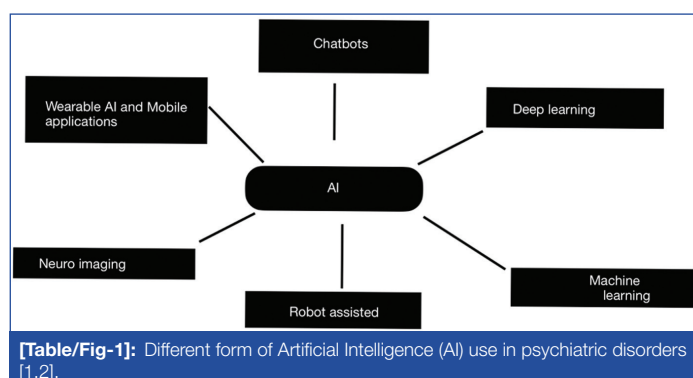 Chatbots
Wearable AI and Mobile
applications
Deep learning
AI
Neuro imaging
Machine
learning
Robot assisted
[Table/Fig-1]: Different form of Artificial Intelligence (AI) use in psychiatric disorders
[1,2].